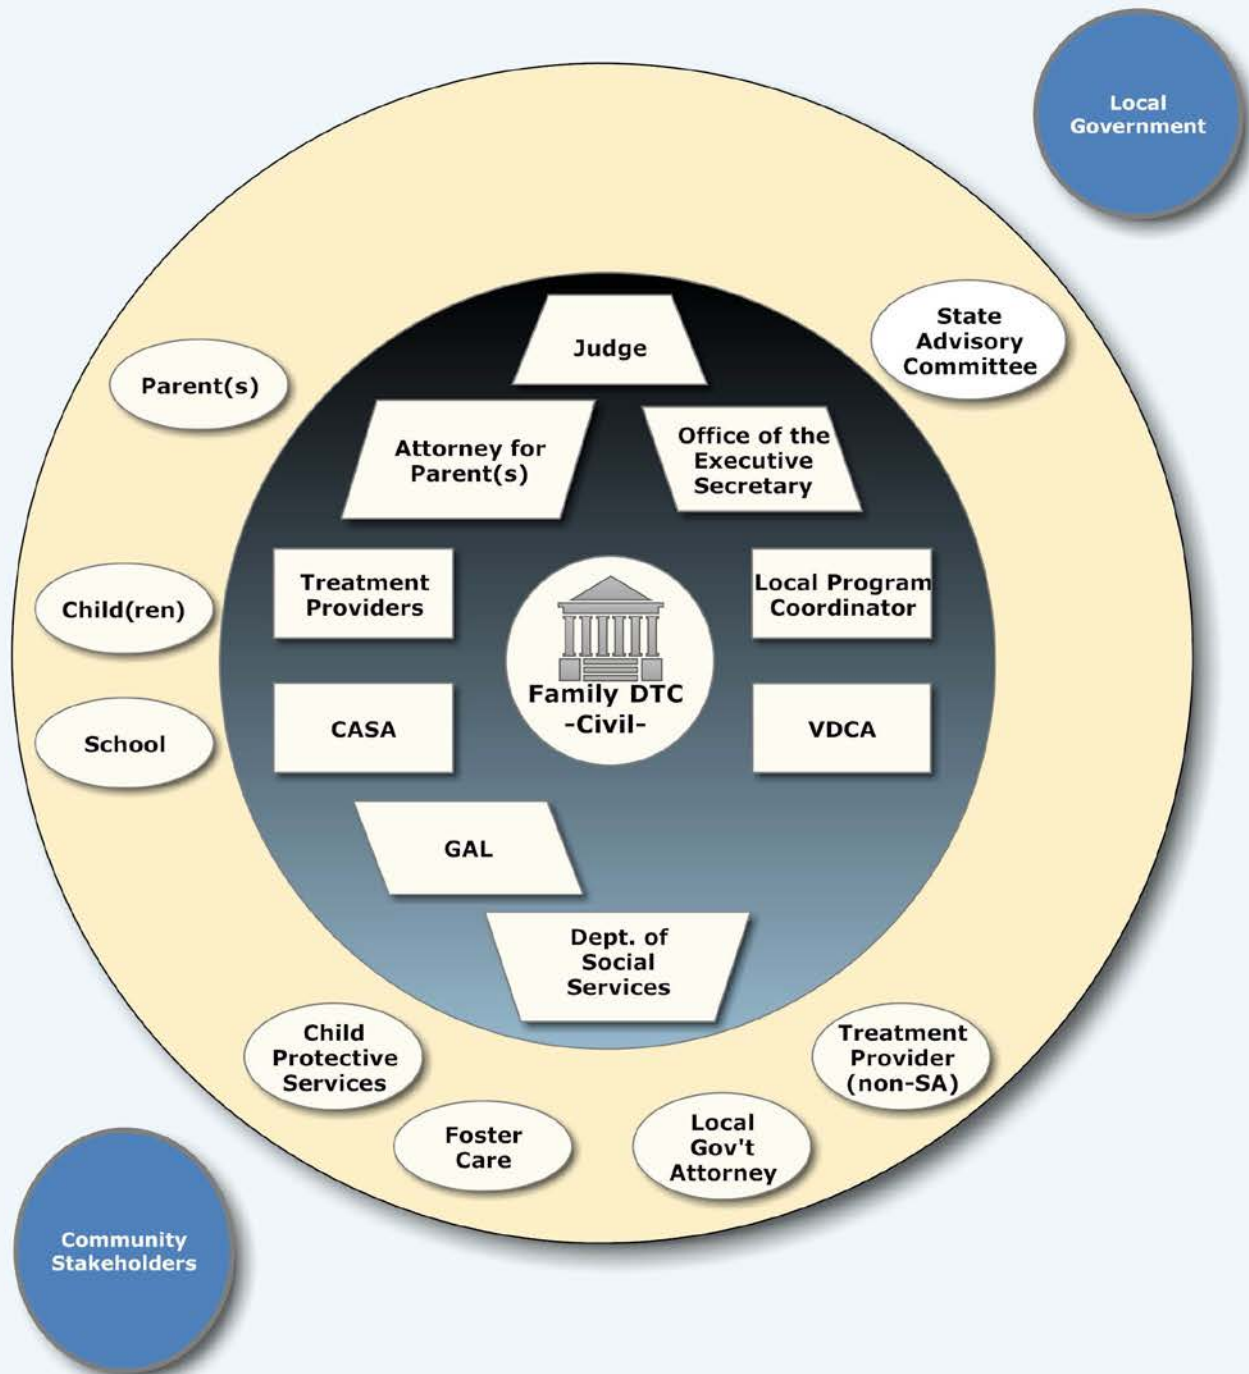 Local
Government
State
Advisory
Committee
Judge
Parent(s)
Attorney for
Parent(s)
Office of the
Executive
Secretary
Treatment
Providers
Local Program
Coordinator
Child(ren)
Family DTC
-Civil-
School
CASA
VDCA
GAL
Dept. of
Social
Services
Child
Protective
Services
Treatment
Provider
(non-SA)
Foster
Care
Local
Gov't
Attorney
Community
Stakeholders